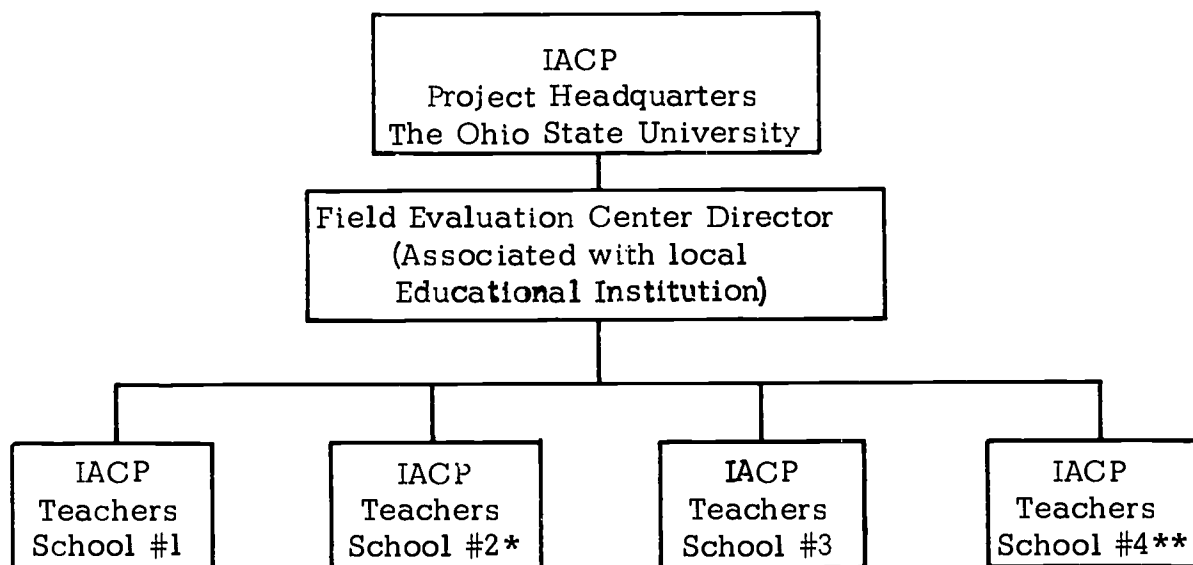 IACP
Project Headquarters
The Ohio State University
Field Evaluation Center Director
(Associated with local
Educational Institution)
IACP
Teachers
School #1
IACP
Teachers
School #2*
IACP
Teachers
School #3
IACP
Teachers
School #4**